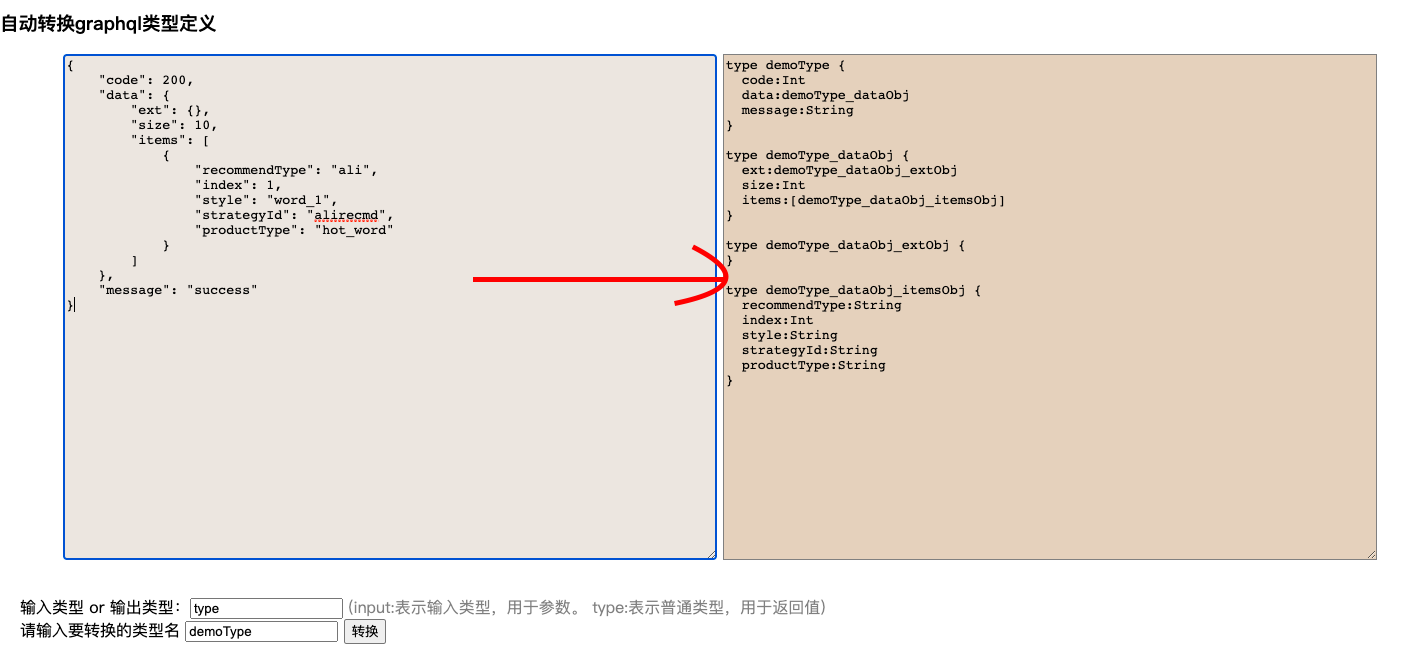 自动转换graphql类型定义
{
    "code": 200,
    "data": {
        "ext": {},
        "size": 10,
        "items": [
            {
                "recommendType": "ali",
                "index": 1,
                "style": "word_1",
                "strategyId": "alirecmd",
                "productType": "hot_word"
            }
        ]
    },
    "message": "success"
}
type demoType {
  code:Int
  data:demoType_dataObj
  message:String
}
type demoType_dataObj {
  ext:demoType_dataObj_extObj
  size:Int
  items:[demoType_dataObj_itemsObj]
}
type demoType_dataObj_extObj {
}
type demoType_dataObj_itemsObj {
  recommendType:String
  index:Int
  style:String
  strategyId:String
  productType:String
}
输入类型 or 输出类型： type (input:表示输入类型，用于参数。 type:表示普通类型，用于返回值)
请输入要转换的类型名 demoType 转换